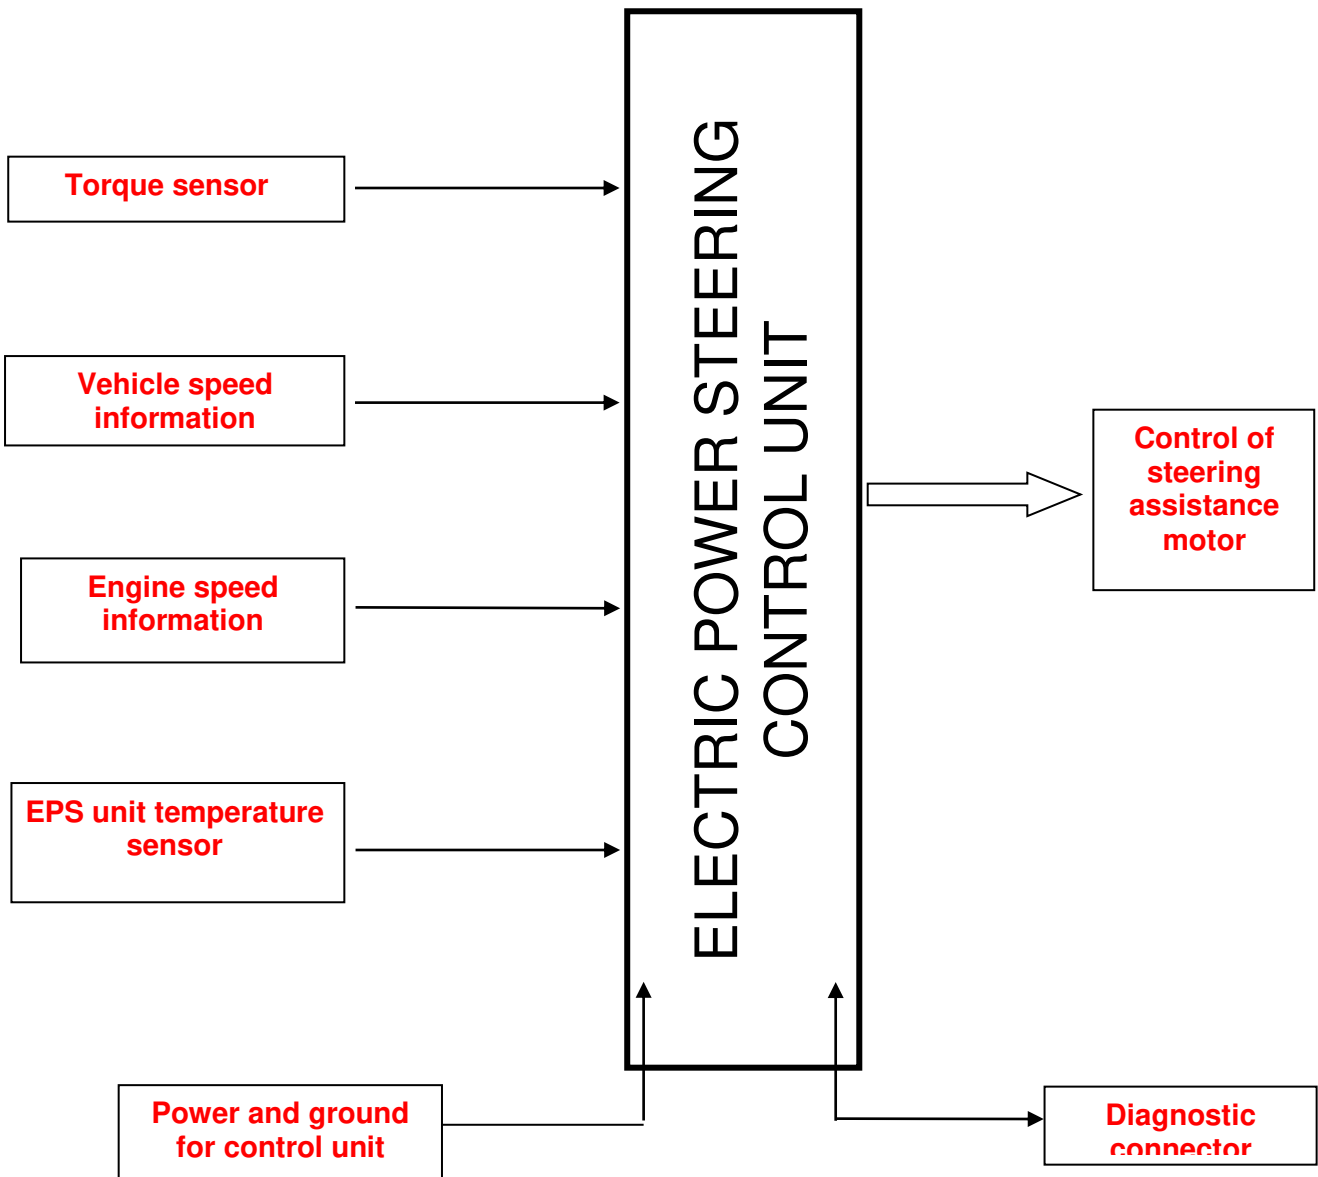 Torque sensor
Vehicle speed
information
Engine speed
information
EPS unit temperature
sensor
Power and ground
for control unit
ELECTRIC POWER STEERING
CONTROL UNIT
Control of
steering
assistance
motor
Diagnostic
connector